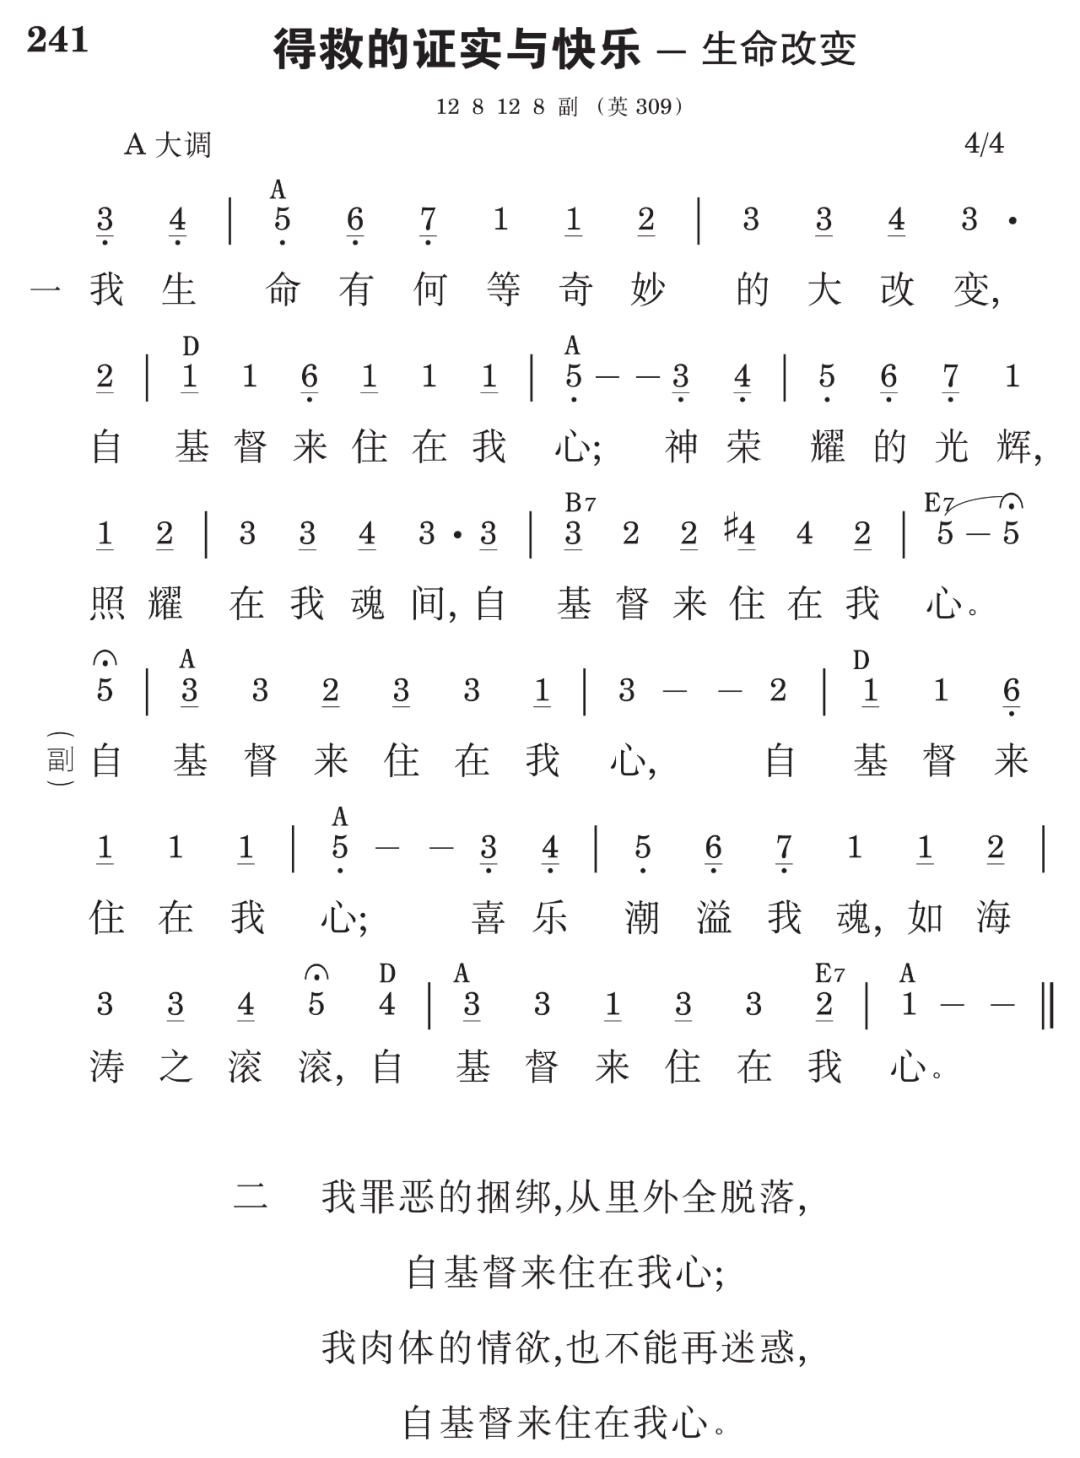 241
得救的证实与快乐 — 生命改变
12 8 12 8 副（英 309）
A 大调 4/4
A
3 4 | 5 6 7 1 1 2 | 3 3 4 3 •
一 我 生 命 有 何 等 奇 妙 的 大 改 变,
D A
2 | 1 1 6 1 1 1 | 5 — — 3 4 | 5 6 7 1
自 基 督 来 住 在 我 心; 神 荣 耀 的 光 辉,
B7 E7
1 2 | 3 3 4 3 • 3 | 3 2 2 ♯4 4 2 | 5 — 5
照 耀 在 我 魂 间, 自 基 督 来 住 在 我 心。
A D
5 | 3 3 2 3 3 1 | 3 — — 2 | 1 1 6
(副) 自 基 督 来 住 在 我 心, 自 基 督 来
A
1 1 1 | 5 — — 3 4 | 5 6 7 1 1 2 |
住 在 我 心; 喜 乐 潮 溢 我 魂, 如 海
D A E7 A
3 3 4 5 4 | 3 3 1 3 3 2 | 1 — — ‖
涛 之 滚 滚, 自 基 督 来 住 在 我 心。
二 我罪恶的捆绑,从里外全脱落,
自基督来住在我心;
我肉体的情欲,也不能再迷惑,
自基督来住在我心。